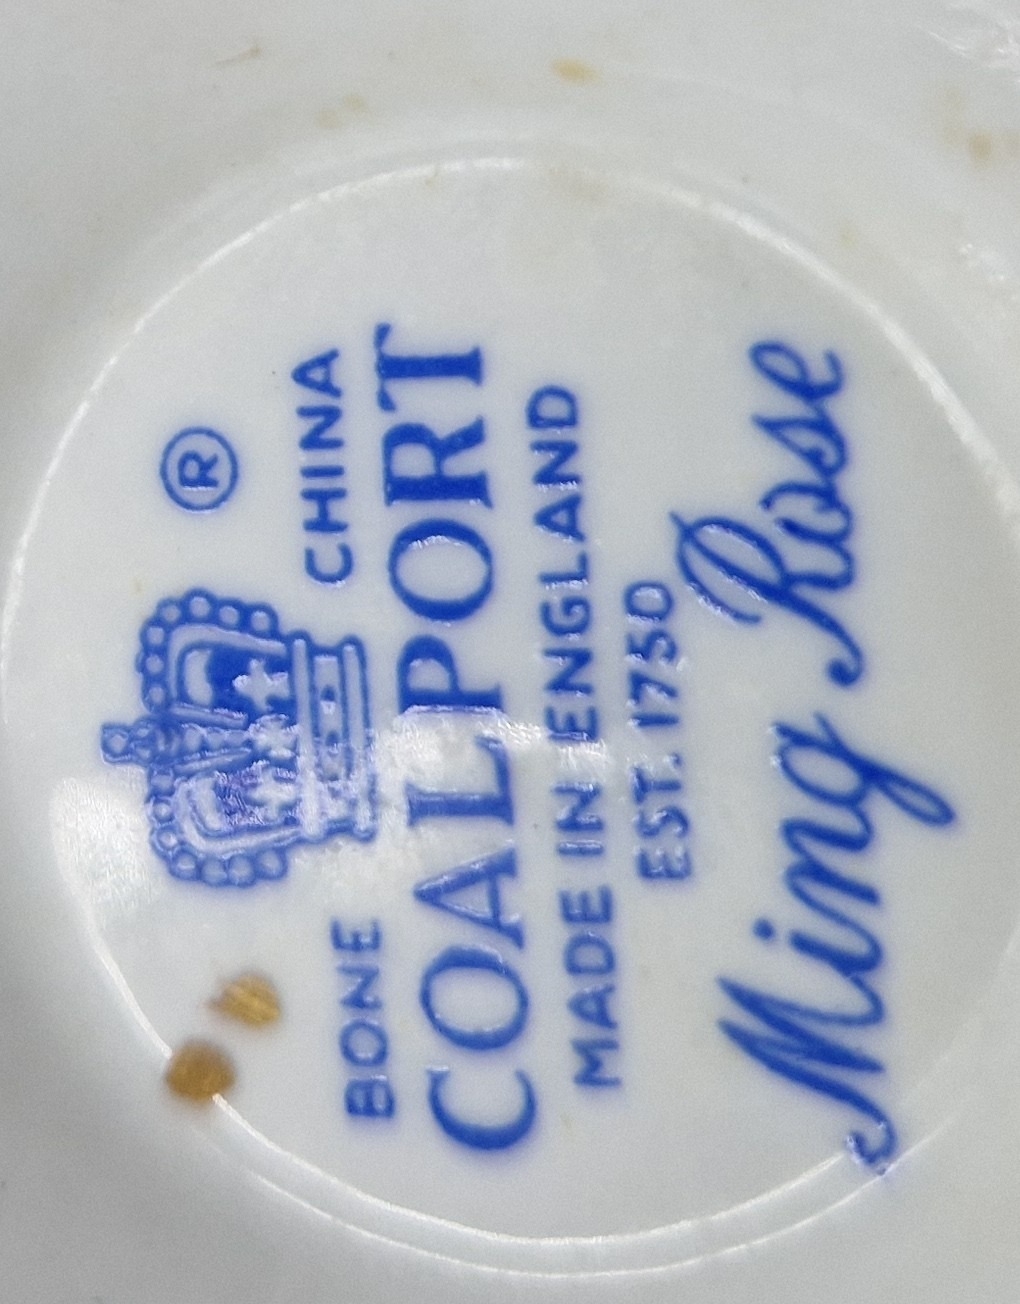 ®
BONE CHINA
COALPORT
MADE IN ENGLAND
EST. 1750
Ming Rose